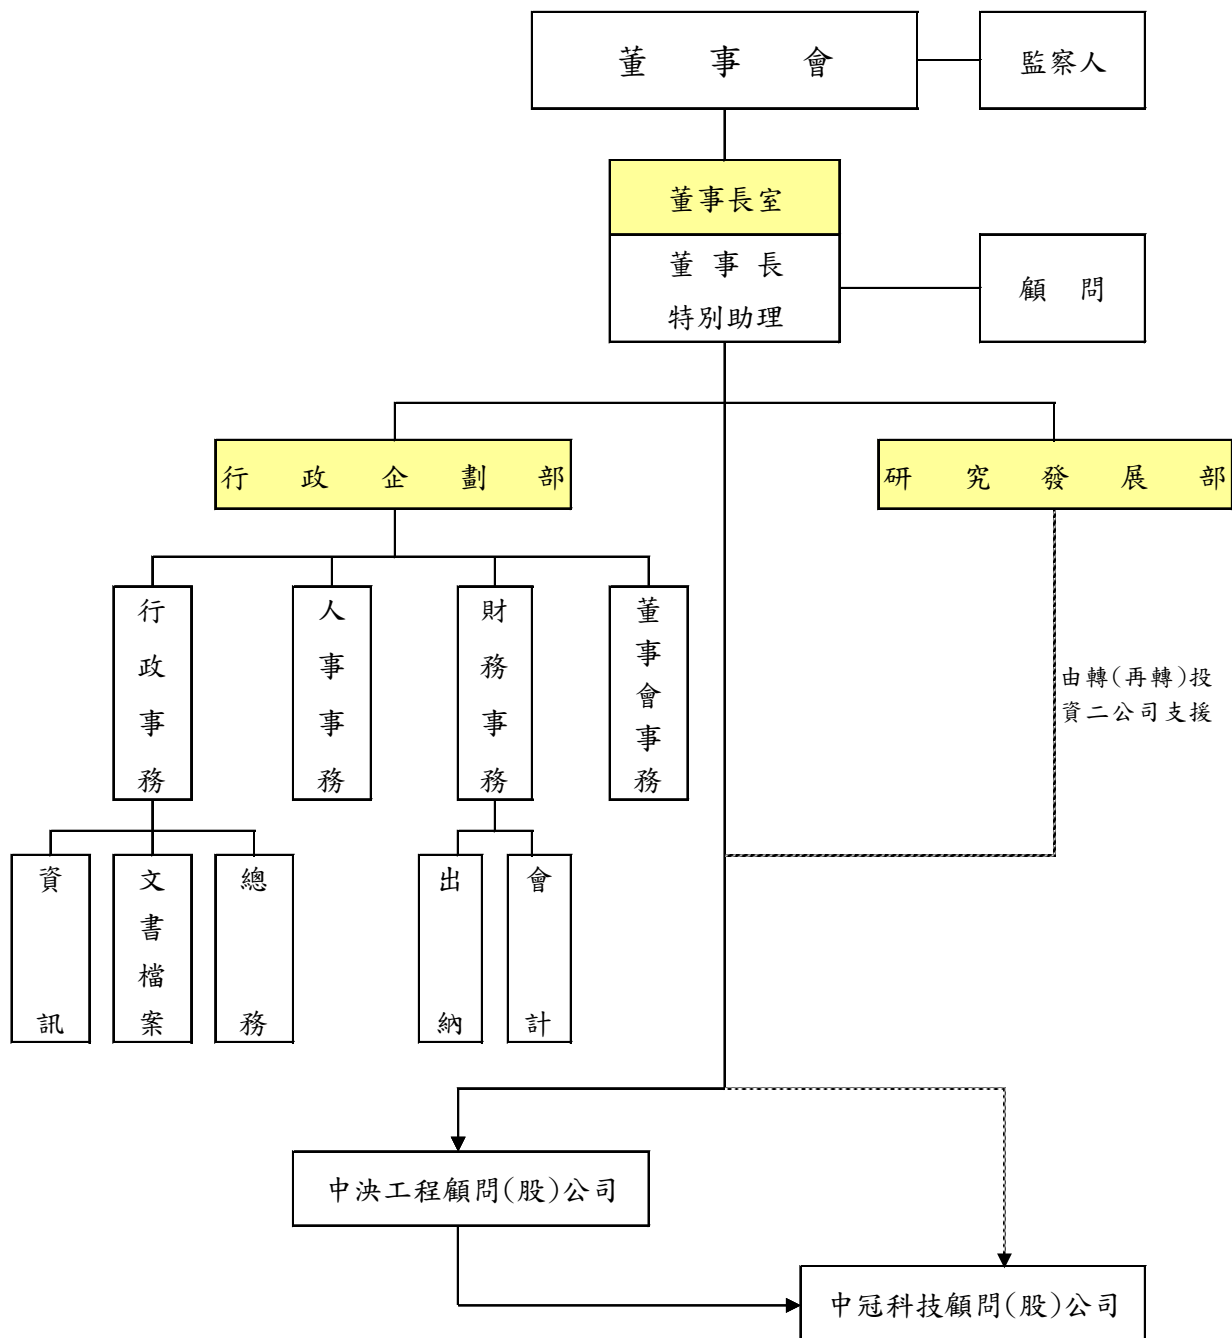 董事會
監察人
董事長室
董事長
特別助理
顧問
行政企劃部
研究發展部
行政事務
人事事務
財務事務
董事會事務
由轉(再轉)投
資二公司支援
資訊
文書檔案
總務
出納
會計
中泱工程顧問(股)公司
中冠科技顧問(股)公司